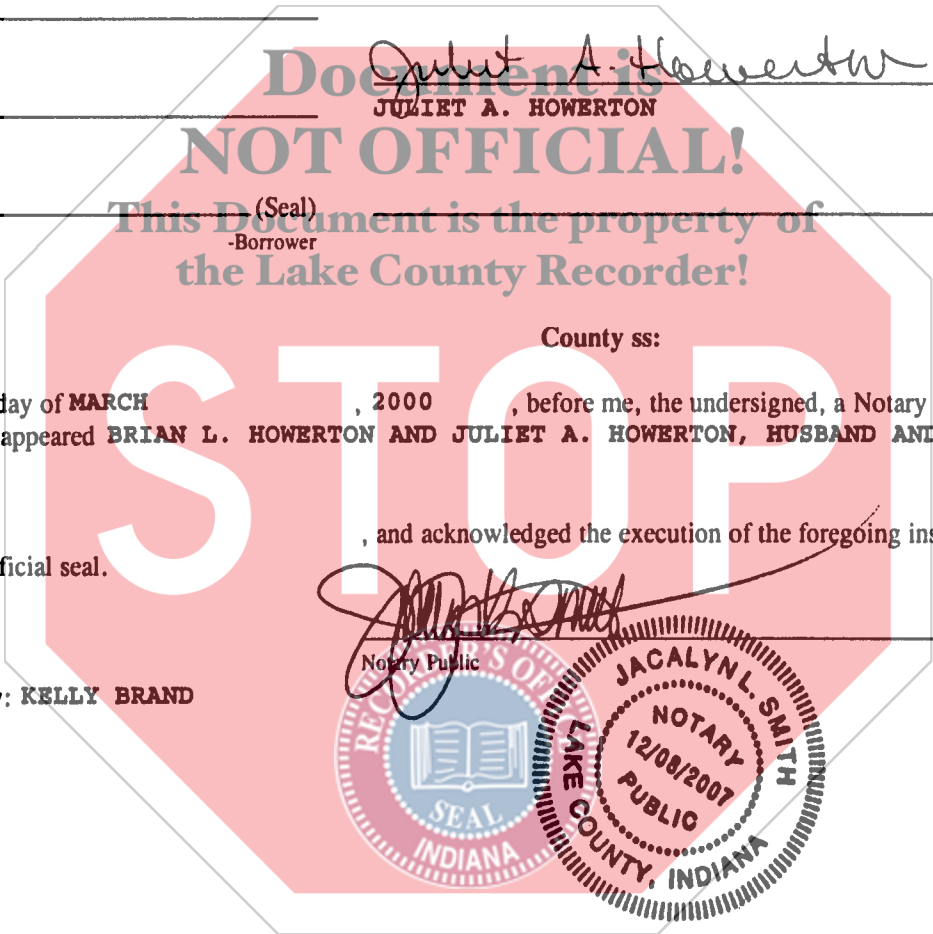 Juliet A. Howerton
Document is
JULIET A. HOWERTON
NOT OFFICIAL!
(Seal)
This Document is the property of
-Borrower
the Lake County Recorder!
County ss:
STOP
day of MARCH , 2000 , before me, the undersigned, a Notary
appeared BRIAN L. HOWERTON AND JULIET A. HOWERTON, HUSBAND AND
, and acknowledged the execution of the foregoing ins
ficial seal.
Notary Public
: KELLY BRAND
RECORDER'S OFFICE
SEAL
INDIANA
JACALYN L. SMITH
NOTARY
12/08/2007
PUBLIC
LAKE COUNTY, INDIANA